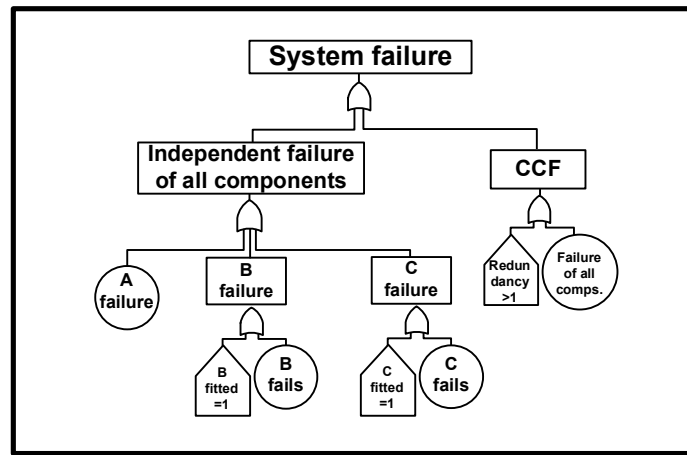 System failure
Independent failure
of all components
CCF
A
failure
B
failure
C
failure
Redun
dancy
>1
Failure
of all
comps.
B
fitted
=1
B
fails
C
fitted
=1
C
fails